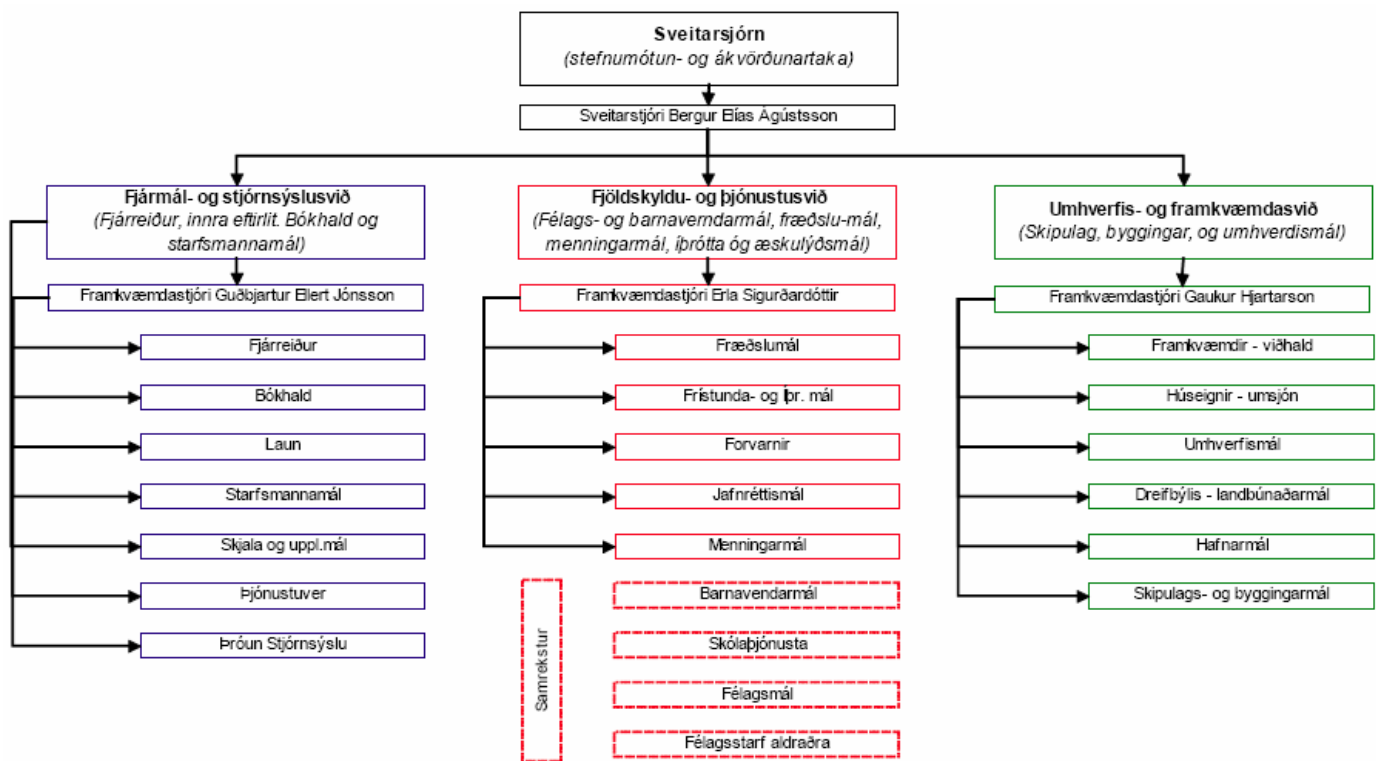 Sveitarsjórn
(stefnumótun- og ákvörðunartaka)
Sveitarstjóri Bergur Elías Ágústsson
Fjármál- og stjórnsýslusvið
(Fjárreiður, innra eftirlit. Bókhald og
starfsmannamál)
Framkvæmdastjóri Guðbjartur Ellert Jónsson
Fjárreiður
Bókhald
Laun
Starfsmannamál
Skjala og uppl.mál
Þjónustuver
Þróun Stjórnsýslu
Fjöldskyldu- og þjónustusvið
(Félags- og barnaverndarmál, fræðslu-mál,
menningarmál, íþrótta óg æskulýðsmál)
Framkvæmdastjóri Erla Sigurðardóttir
Fræðslumál
Frístunda- og Íþr. mál
Forvarnir
Jafnréttismál
Menningarmál
Samrekstur
Barnavendarmál
Skólaþjónusta
Félagsmál
Félagsstarf aldraðra
Umhverfis- og framkvæmdasvið
(Skipulag, byggingar, og umhverdismál)
Framkvæmdastjóri Gaukur Hjartarson
Framkvæmdir - viðhald
Húseignir - umsjón
Umhverfismál
Dreifbýlis - landbúnaðarmál
Hafnarmál
Skipulags- og byggingarmál